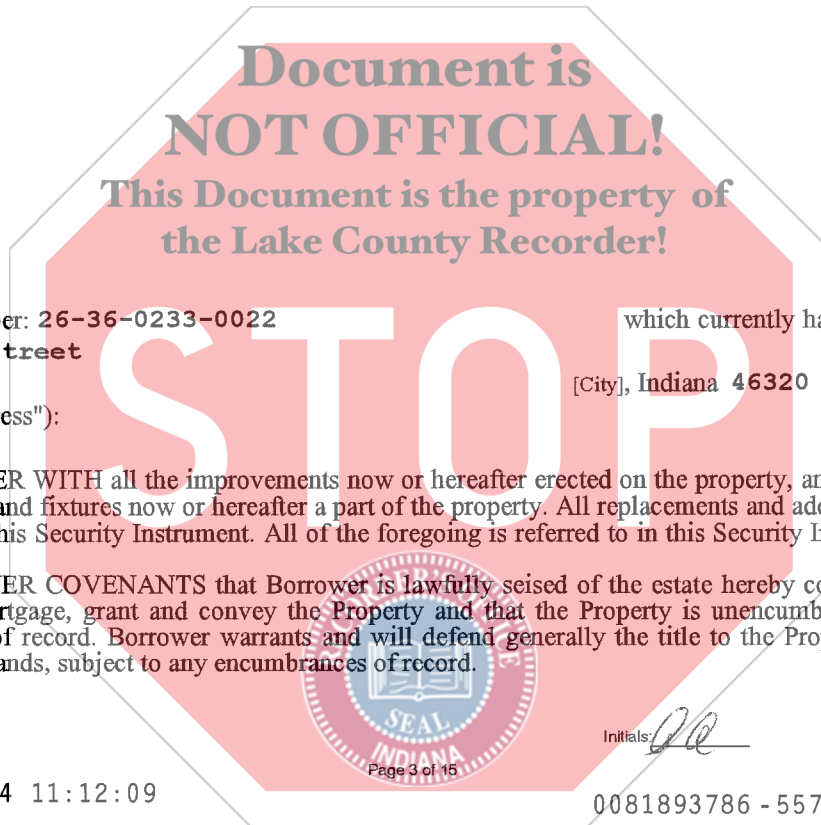 Document is
NOT OFFICIAL!
This Document is the property of
the Lake County Recorder!
STOP
er: 26-36-0233-0022 which currently ha
treet
[City], Indiana 46320
ess"):
ER WITH all the improvements now or hereafter erected on the property, an
and fixtures now or hereafter a part of the property. All replacements and add
his Security Instrument. All of the foregoing is referred to in this Security I
ER COVENANTS that Borrower is lawfully seised of the estate hereby co
rtgage, grant and convey the Property and that the Property is unencumb
of record. Borrower warrants and will defend generally the title to the Prop
ands, subject to any encumbrances of record.
SEAL
INDIANA
Initials:
Page 3 of 15
4 11:12:09
0081893786 - 557